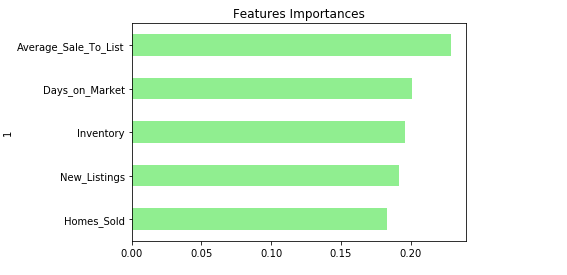 Features Importances
Average_Sale_To_List
Days_on_Market
Inventory
New_Listings
Homes_Sold
1
0.00 0.05 0.10 0.15 0.20